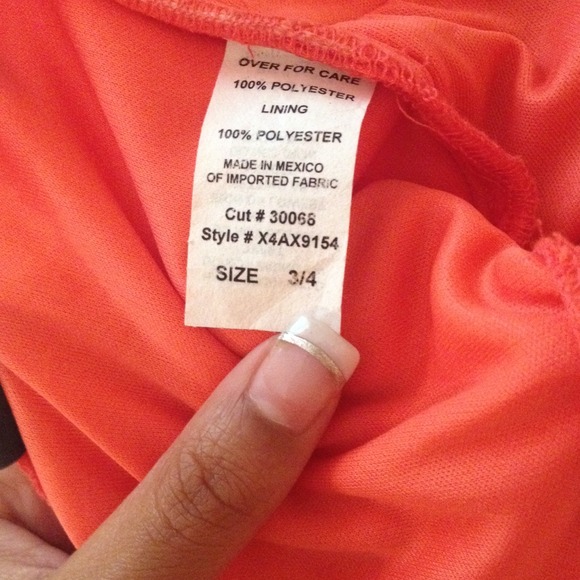 OVER FOR CARE
100% POLYESTER
LINING
100% POLYESTER
MADE IN MEXICO
OF IMPORTED FABRIC
Cut # 30068
Style # X4AX9154
SIZE 3/4